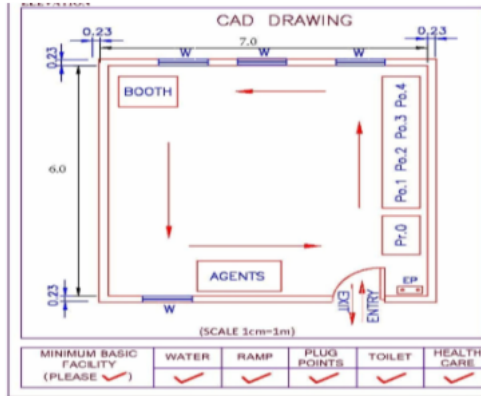 ELEVATION
CAD DRAWING
0.23
7.0
0.23
W
W
W
0.23
BOOTH
Po.1 Po.2 Po.3 Po.4
6.0
Pr.0
AGENTS
EP
0.23
W
EXIT
ENTRY
(SCALE 1cm=1m)
MINIMUM BASIC FACILITY (PLEASE ✓)
WATER
RAMP
PLUG POINTS
TOILET
HEALTH CARE
✓ ✓ ✓ ✓ ✓